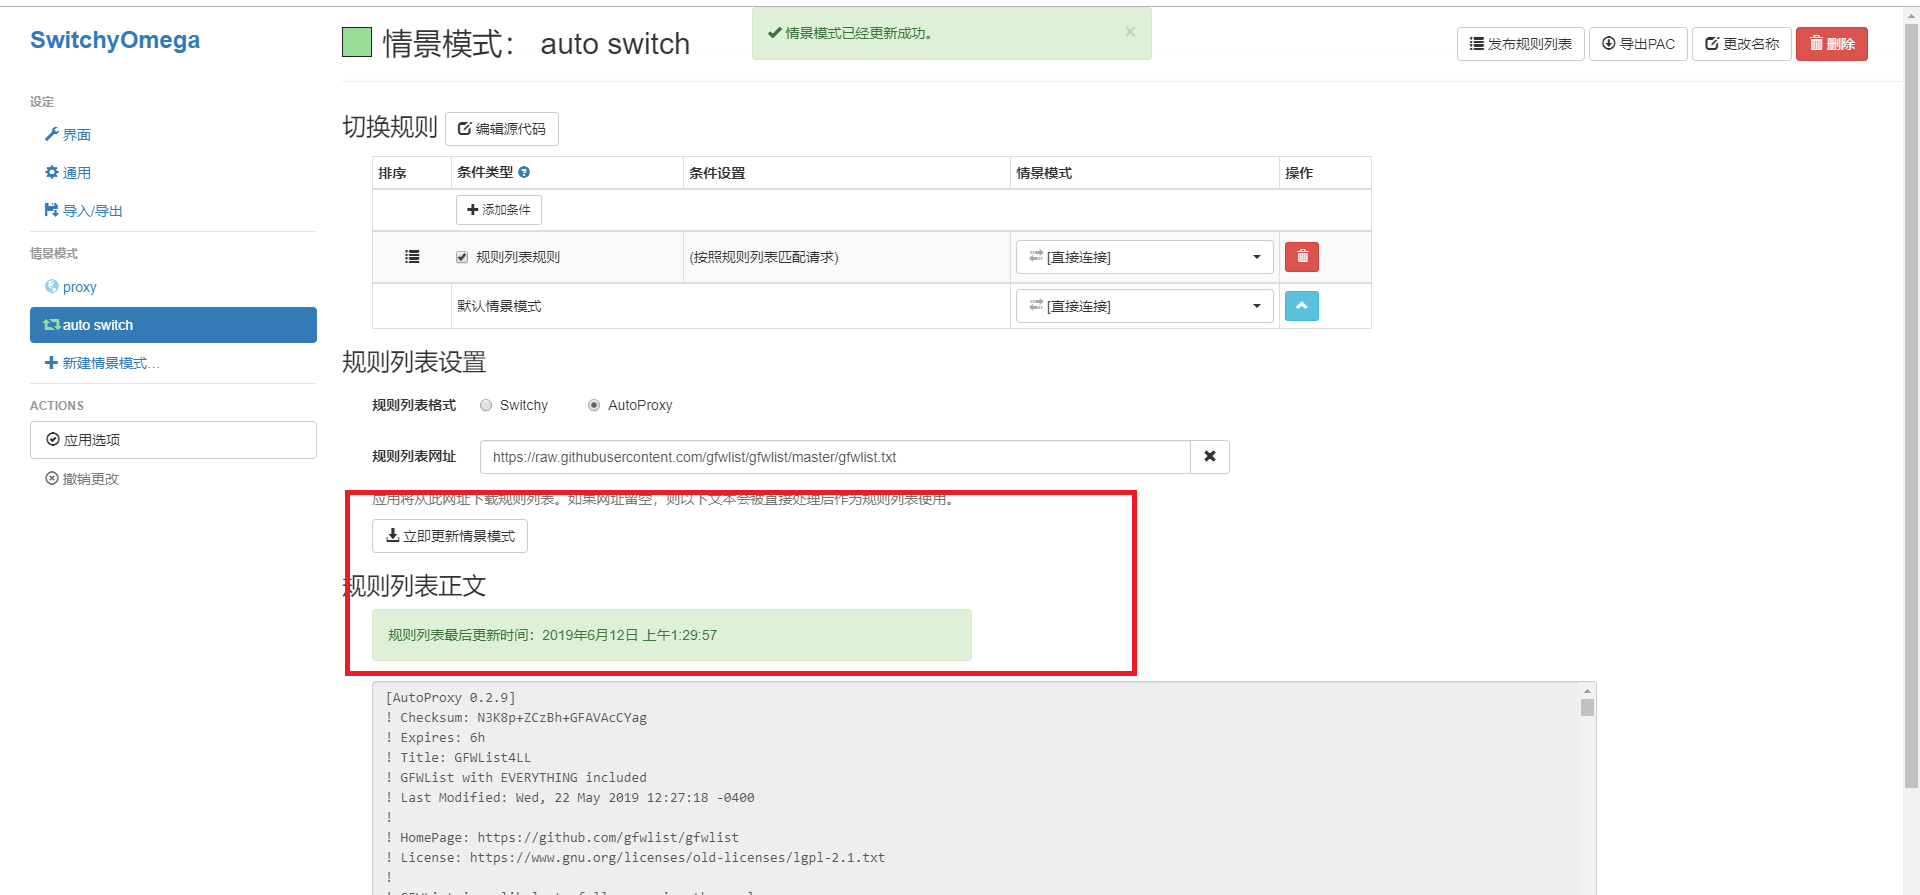 SwitchyOmega
设定
界面
通用
导入/导出
情景模式
proxy
auto switch
新建情景模式...
ACTIONS
应用选项
撤销更改
情景模式： auto switch
情景模式已经更新成功。 ×
发布规则列表 导出PAC 更改名称 删除
切换规则 编辑源代码
排序 条件类型 条件设置 情景模式 操作
添加条件
规则列表规则 (按照规则列表匹配请求) [直接连接]
默认情景模式 [直接连接]
规则列表设置
规则列表格式 Switchy AutoProxy
规则列表网址 https://raw.githubusercontent.com/gfwlist/gfwlist/master/gfwlist.txt
应用将从此网址下载规则列表。如果网址留空，则以下文本会被直接处理后作为规则列表使用。
立即更新情景模式
规则列表正文
规则列表最后更新时间：2019年6月12日 上午1:29:57
[AutoProxy 0.2.9]
! Checksum: N3K8p+ZCzBh+GFAVAcCYag
! Expires: 6h
! Title: GFWList4LL
! GFWList with EVERYTHING included
! Last Modified: Wed, 22 May 2019 12:27:18 -0400
!
! HomePage: https://github.com/gfwlist/gfwlist
! License: https://www.gnu.org/licenses/old-licenses/lgpl-2.1.txt
!